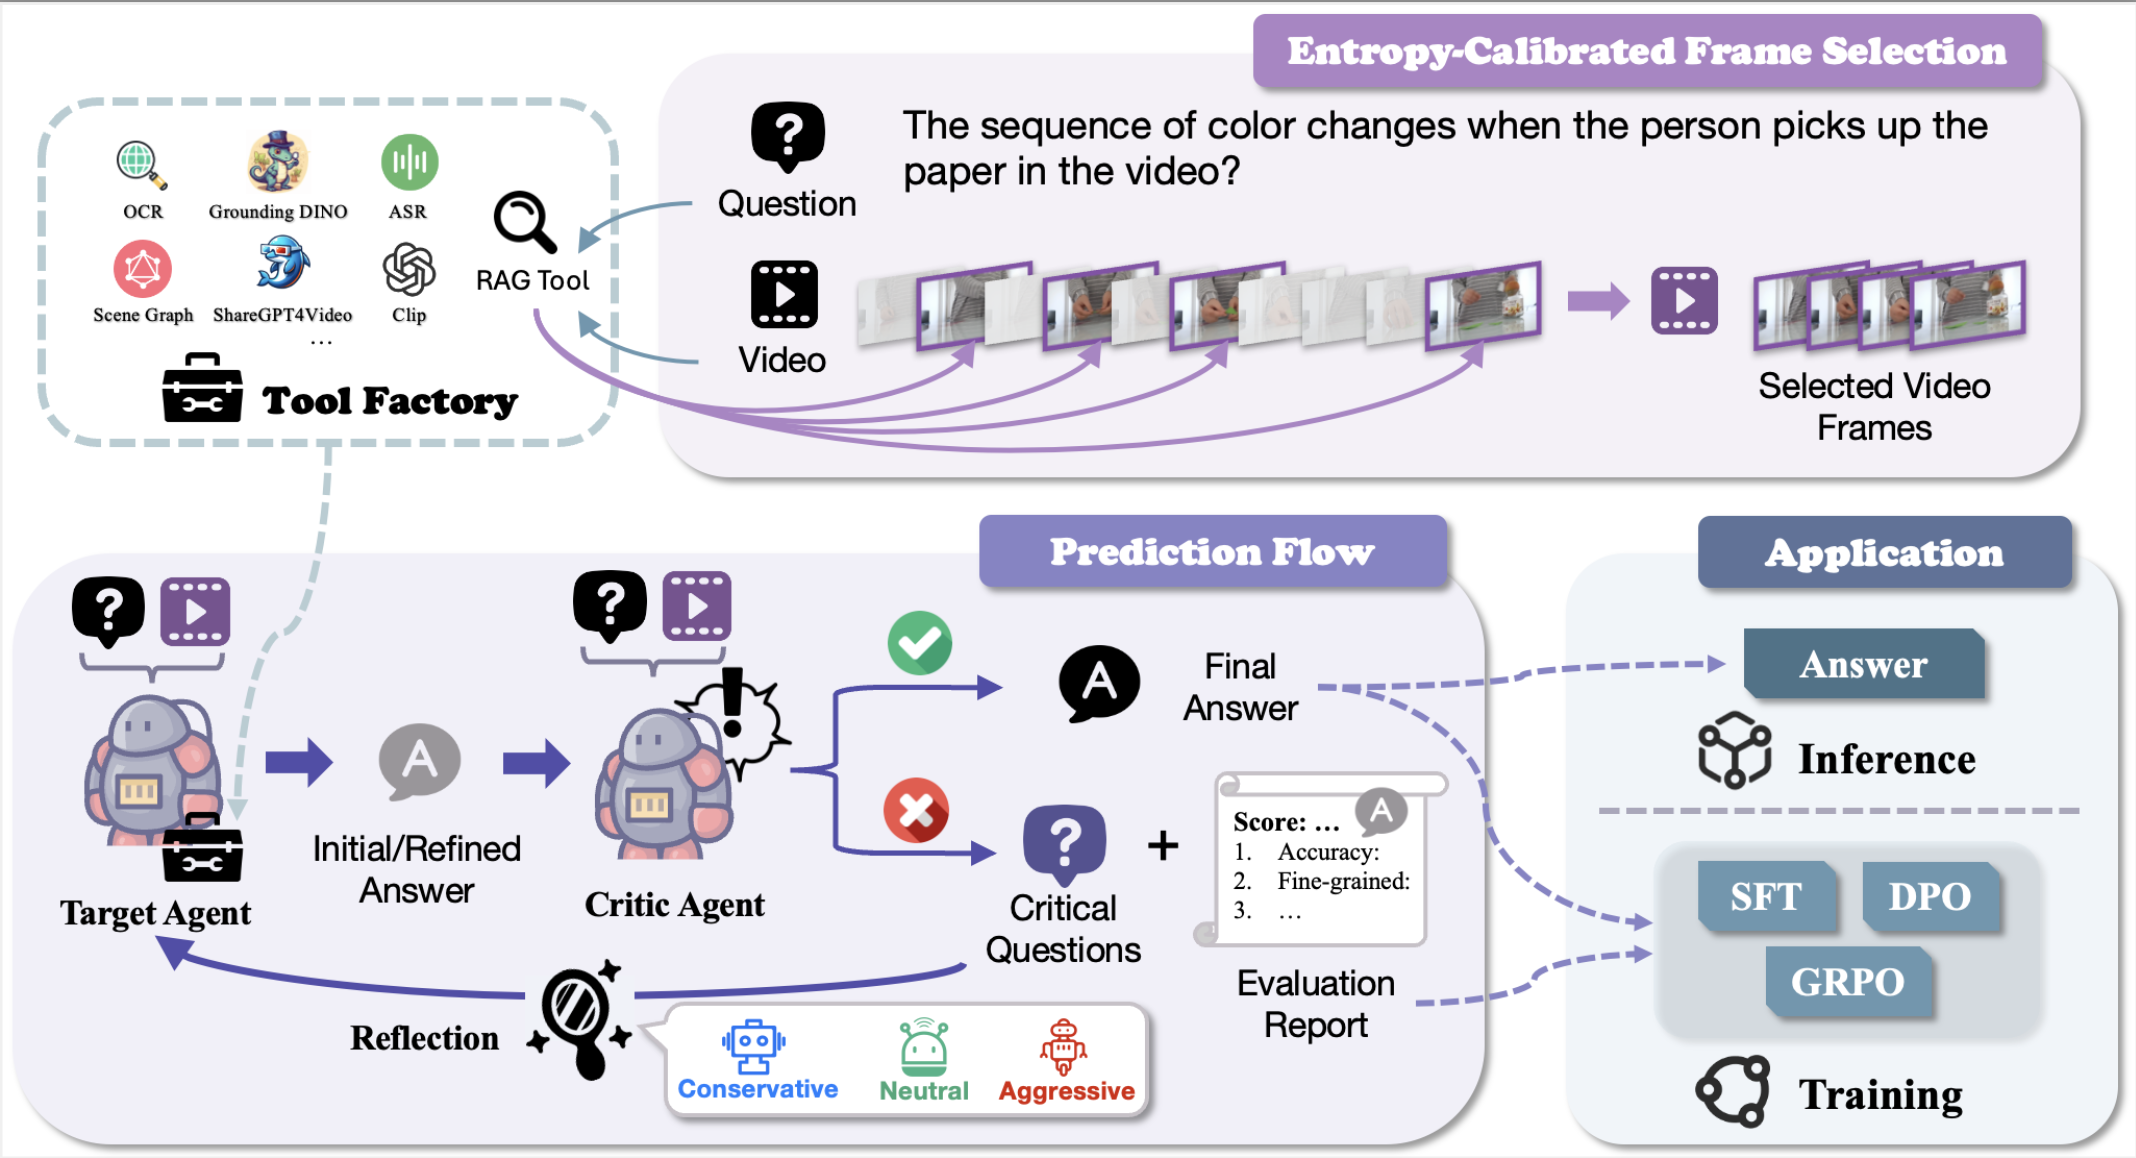 Entropy-Calibrated Frame Selection
The sequence of color changes when the person picks up the
paper in the video?
Question
Video
Selected Video
Frames
OCR
Grounding DINO
ASR
Scene Graph
ShareGPT4Video
Clip
...
RAG Tool
Tool Factory
Prediction Flow
Target Agent
A
Initial/Refined
Answer
Critic Agent
A
Final
Answer
Critical
Questions
+
A
Score: ...
1. Accuracy:
2. Fine-grained:
3. ...
Evaluation
Report
Reflection
Conservative
Neutral
Aggressive
Application
Answer
Inference
SFT
DPO
GRPO
Training